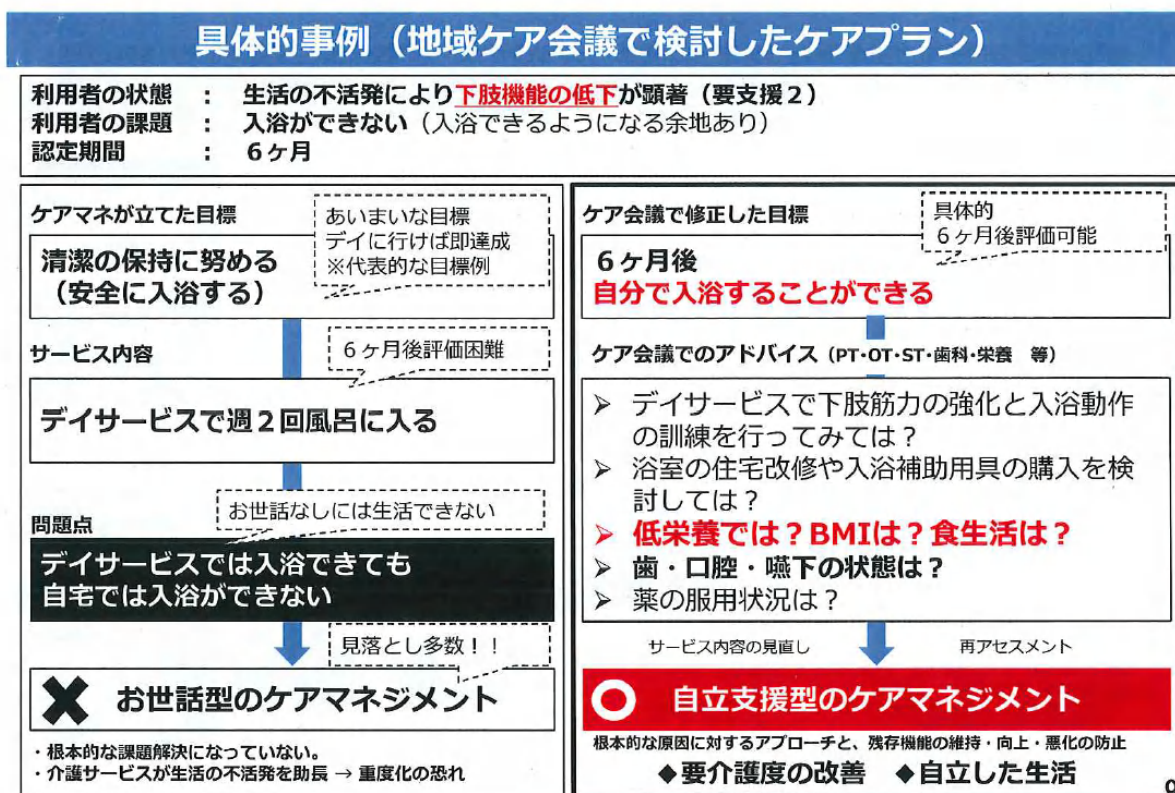 具体的事例（地域ケア会議で検討したケアプラン）
利用者の状態　：　生活の不活発により下肢機能の低下が顕著（要支援２）
利用者の課題　：　入浴ができない（入浴できるようになる余地あり）
認定期間　：　６ヶ月
ケアマネが立てた目標
あいまいな目標
デイに行けば即達成
※代表的な目標例
清潔の保持に努める
（安全に入浴する）
サービス内容
６ヶ月後評価困難
デイサービスで週２回風呂に入る
お世話なしには生活できない
問題点
デイサービスでは入浴できても
自宅では入浴ができない
見落とし多数！！
✖ お世話型のケアマネジメント
・根本的な課題解決になっていない。
・介護サービスが生活の不活発を助長 → 重度化の恐れ
ケア会議で修正した目標
具体的
６ヶ月後評価可能
６ヶ月後
自分で入浴することができる
ケア会議でのアドバイス（PT・OT・ST・歯科・栄養　等）
➢ デイサービスで下肢筋力の強化と入浴動作
の訓練を行ってみては？
➢ 浴室の住宅改修や入浴補助用具の購入を検
討しては？
➢ 低栄養では？BMIは？食生活は？
➢ 歯・口腔・嚥下の状態は？
➢ 薬の服用状況は？
サービス内容の見直し　再アセスメント
○ 自立支援型のケアマネジメント
根本的な原因に対するアプローチと、残存機能の維持・向上・悪化の防止
◆要介護度の改善　◆自立した生活